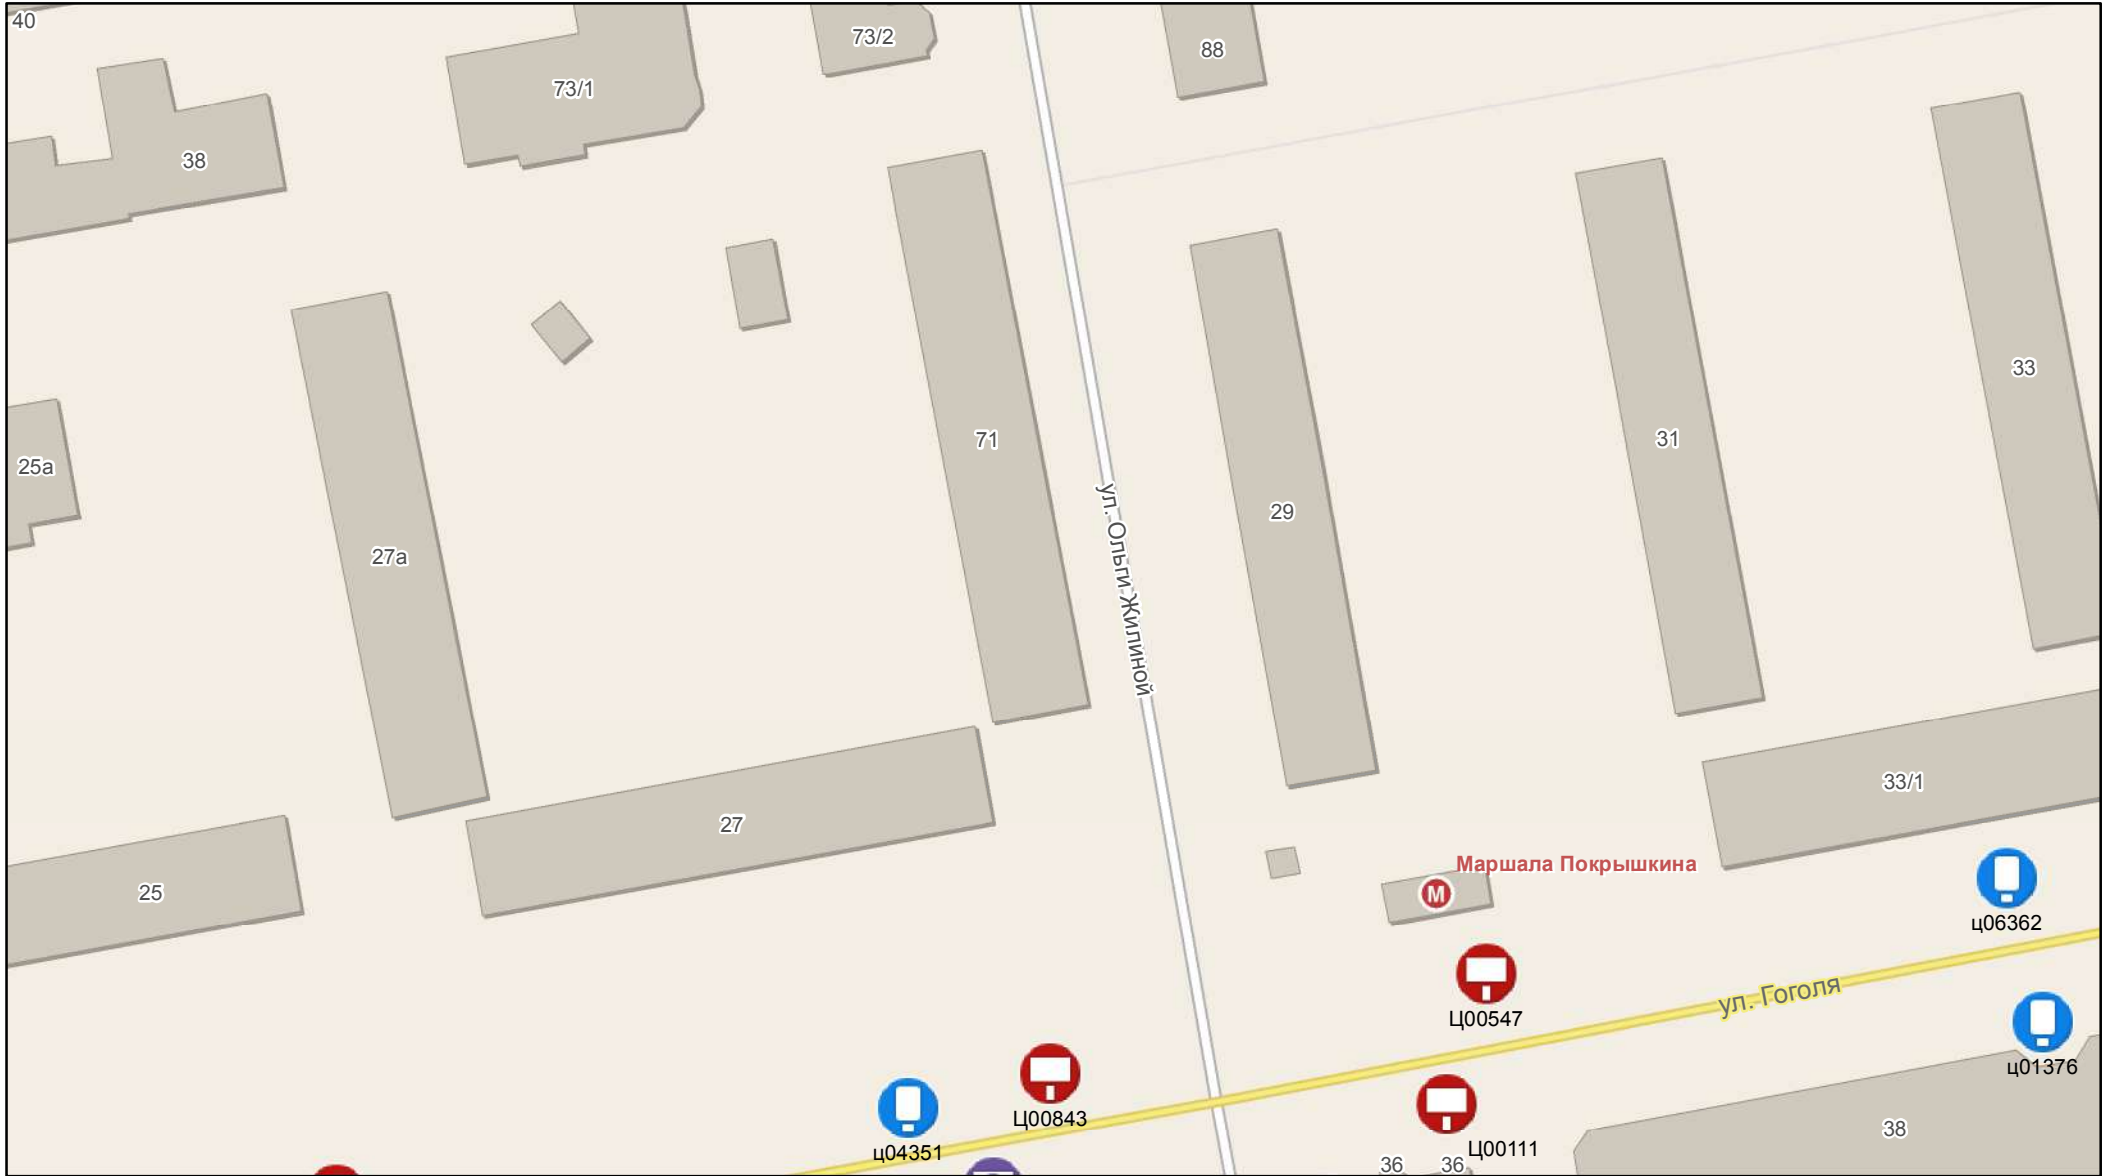 40
73/2
88
73/1
38
33
71
31
25а
29
27а
ул. Ольги Жилиной
33/1
27
Маршала Покрышкина
М
25
ц06362
ул. Гоголя
Ц00547
ц01376
Ц00843
38
Ц00111
ц04351
36
36